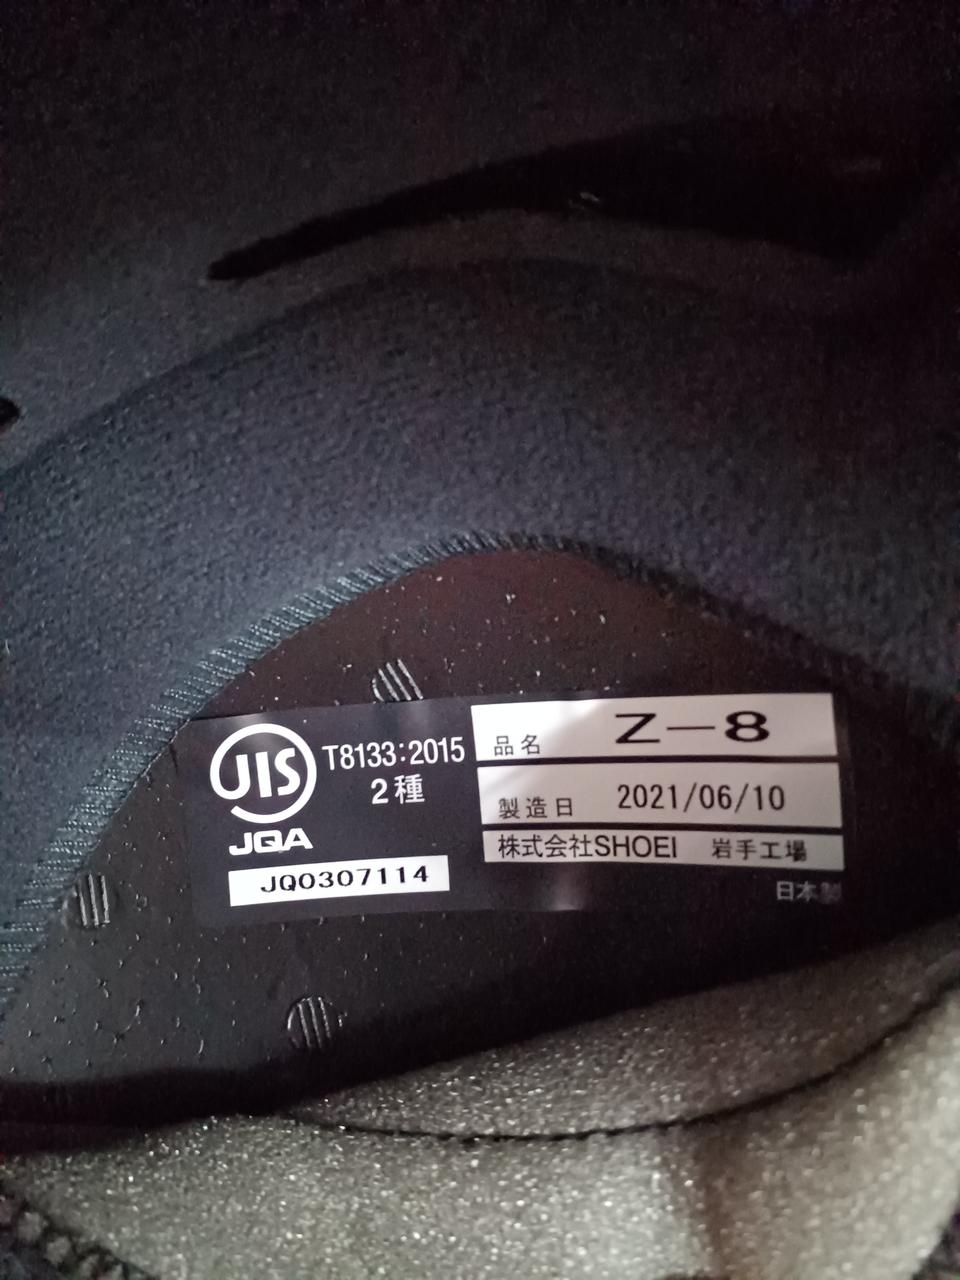 JIS
T8133:2015
2種
JQA
JQ0307114
品名 Z-8
製造日 2021/06/10
株式会社SHOEI 岩手工場
日本製